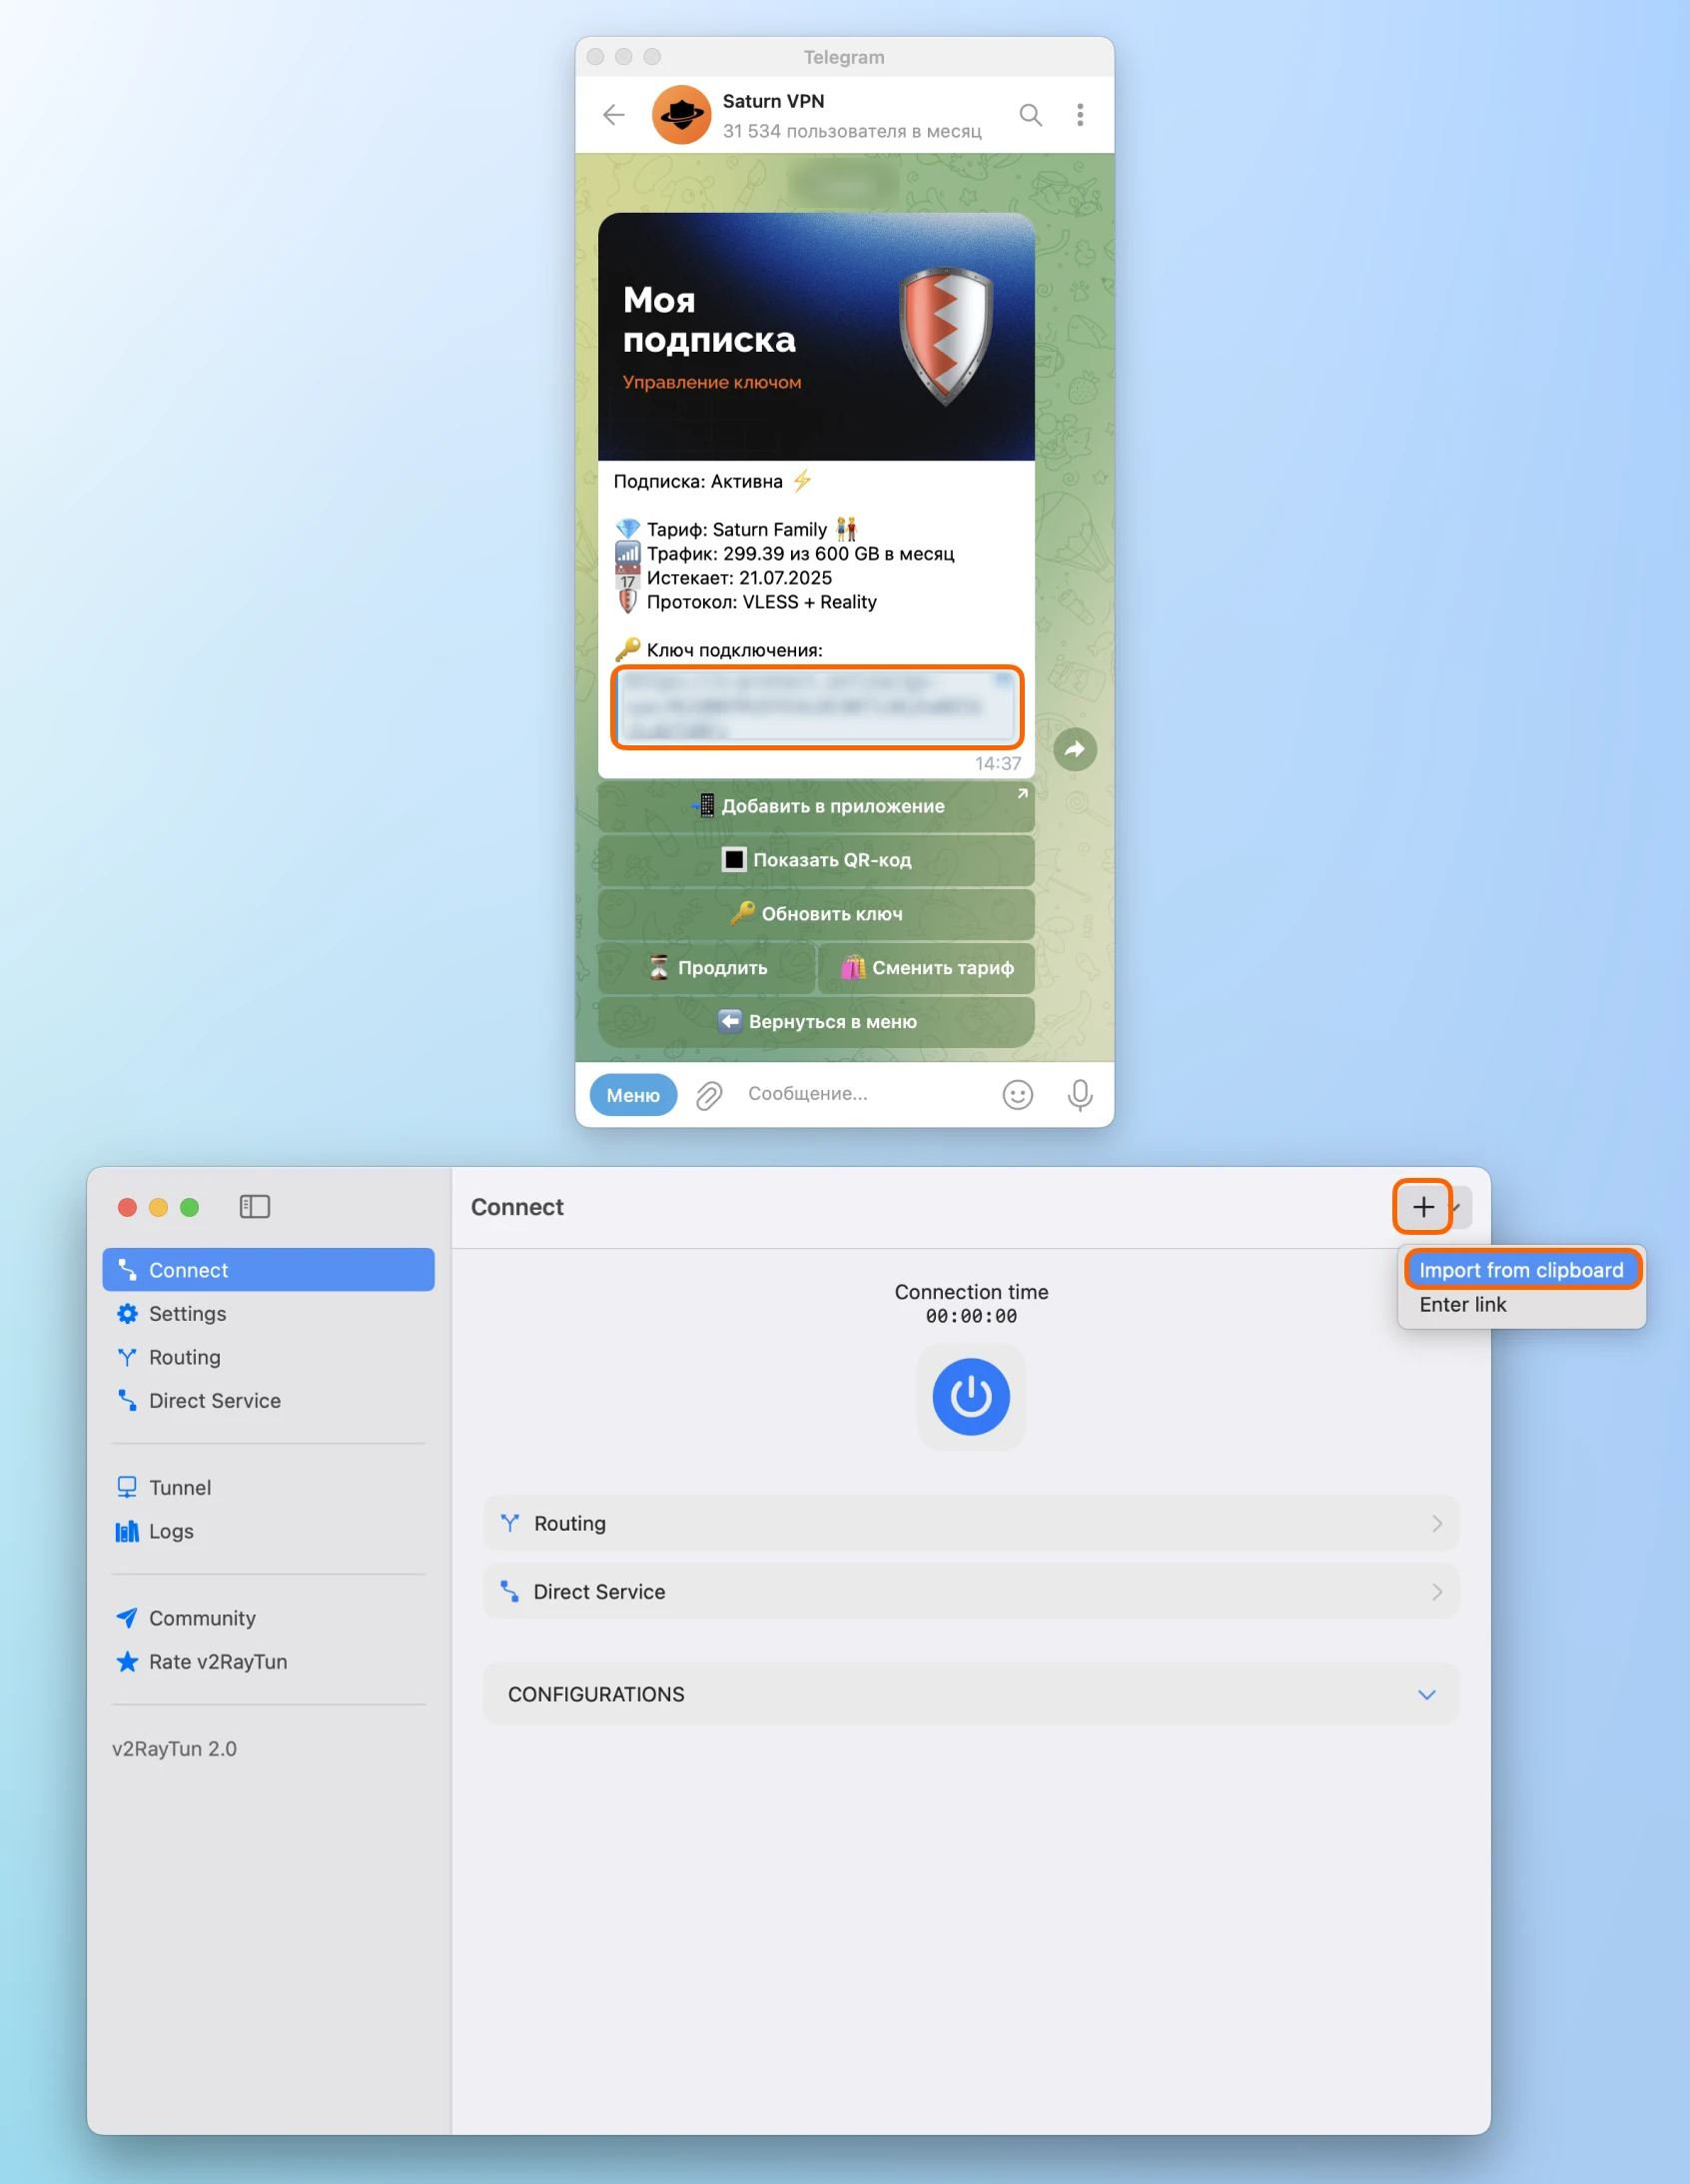 Telegram
Saturn VPN
31 534 пользователя в месяц
Моя
подписка
Управление ключом
Подписка: Активна ⚡
💎 Тариф: Saturn Family 👫
📶 Трафик: 299.39 из 600 GB в месяц
📅 Истекает: 21.07.2025
🛡 Протокол: VLESS + Reality
🔑 Ключ подключения:
14:37
📲 Добавить в приложение
🔳 Показать QR-код
🔑 Обновить ключ
⏳ Продлить
🛍 Сменить тариф
⬅️ Вернуться в меню
Меню
Сообщение...
Connect
Connect
Settings
Routing
Direct Service
Tunnel
Logs
Community
Rate v2RayTun
v2RayTun 2.0
Import from clipboard
Enter link
Connection time
00:00:00
Routing
Direct Service
CONFIGURATIONS